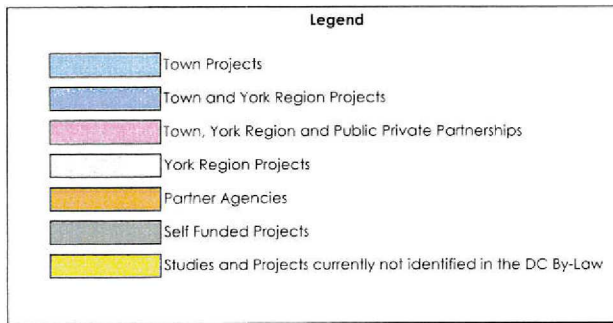 Legend
Town Projects
Town and York Region Projects
Town, York Region and Public Private Partnerships
York Region Projects
Partner Agencies
Self Funded Projects
Studies and Projects currently not identified in the DC By-Law